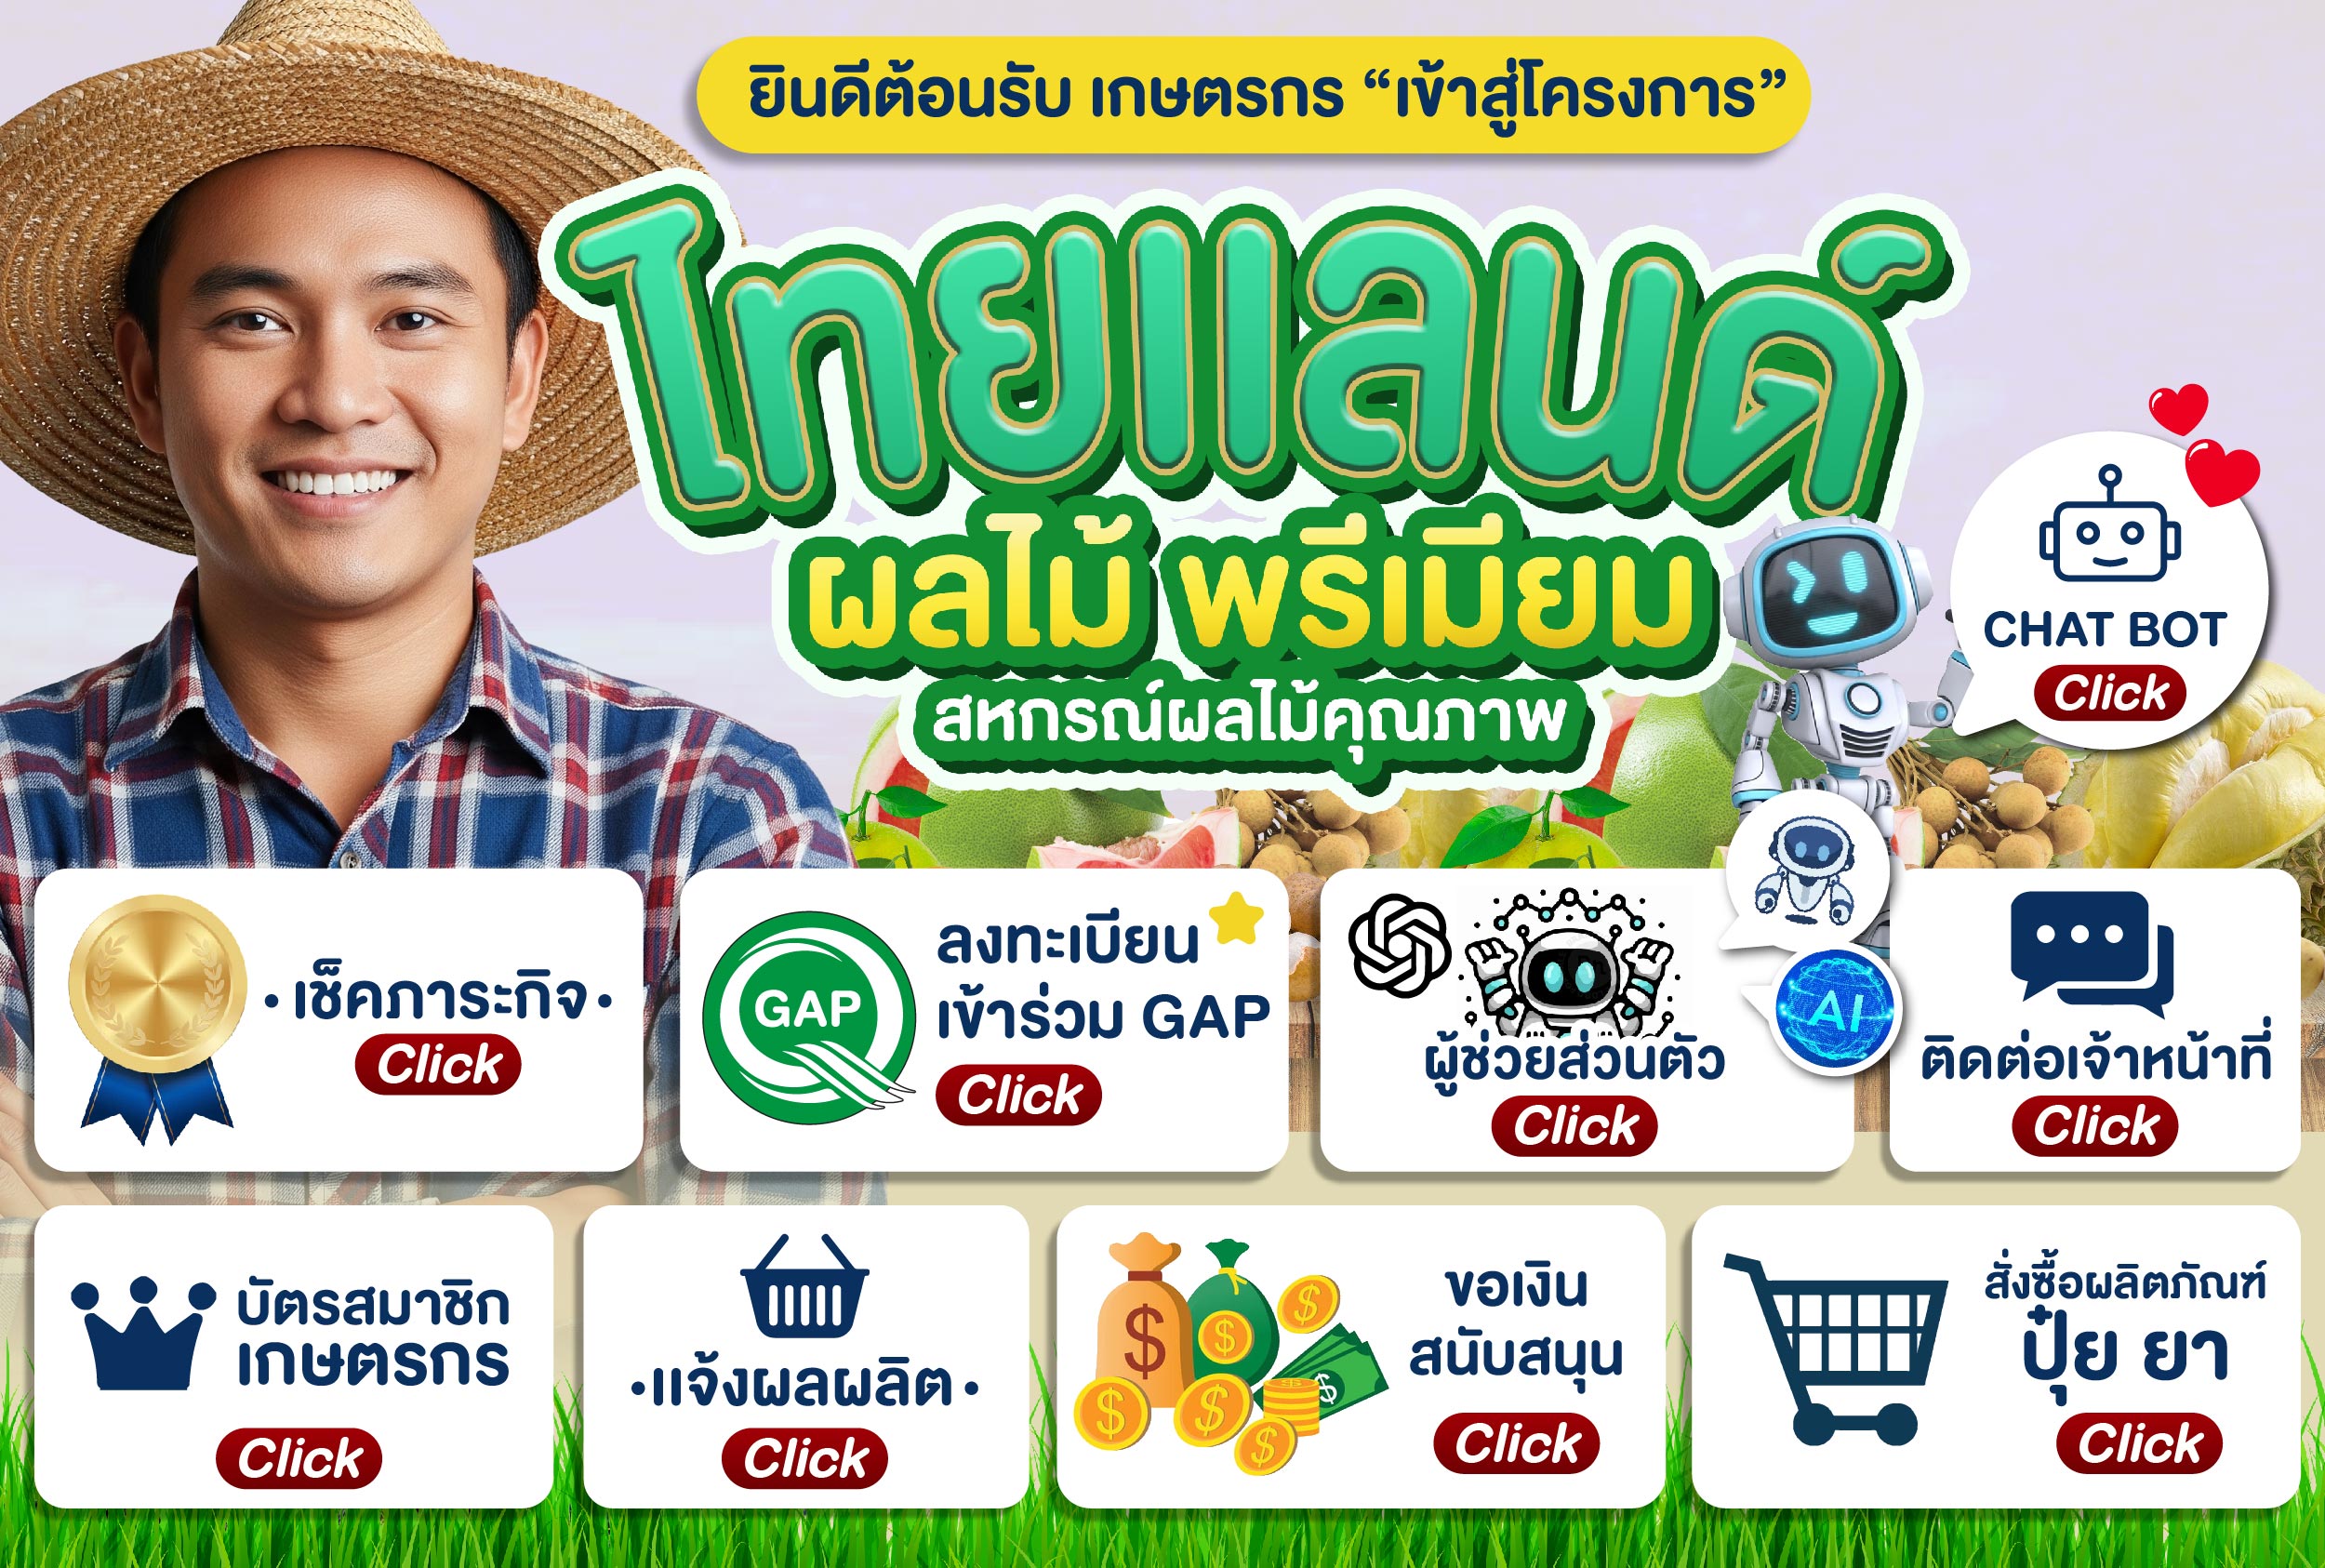 ยินดีต้อนรับ เกษตรกร “เข้าสู่โครงการ”
ไทยแลนด์
ผลไม้ พรีเมียม
สหกรณ์ผลไม้คุณภาพ
CHAT BOT
Click
•เช็คภาระกิจ•
Click
GAP
ลงทะเบียน
เข้าร่วม GAP
Click
ผู้ช่วยส่วนตัว
Click
AI
ติดต่อเจ้าหน้าที่
Click
บัตรสมาชิก
เกษตรกร
Click
•แจ้งผลผลิต•
Click
ขอเงิน
สนับสนุน
Click
สั่งซื้อผลิตภัณฑ์
ปุ๋ย ยา
Click